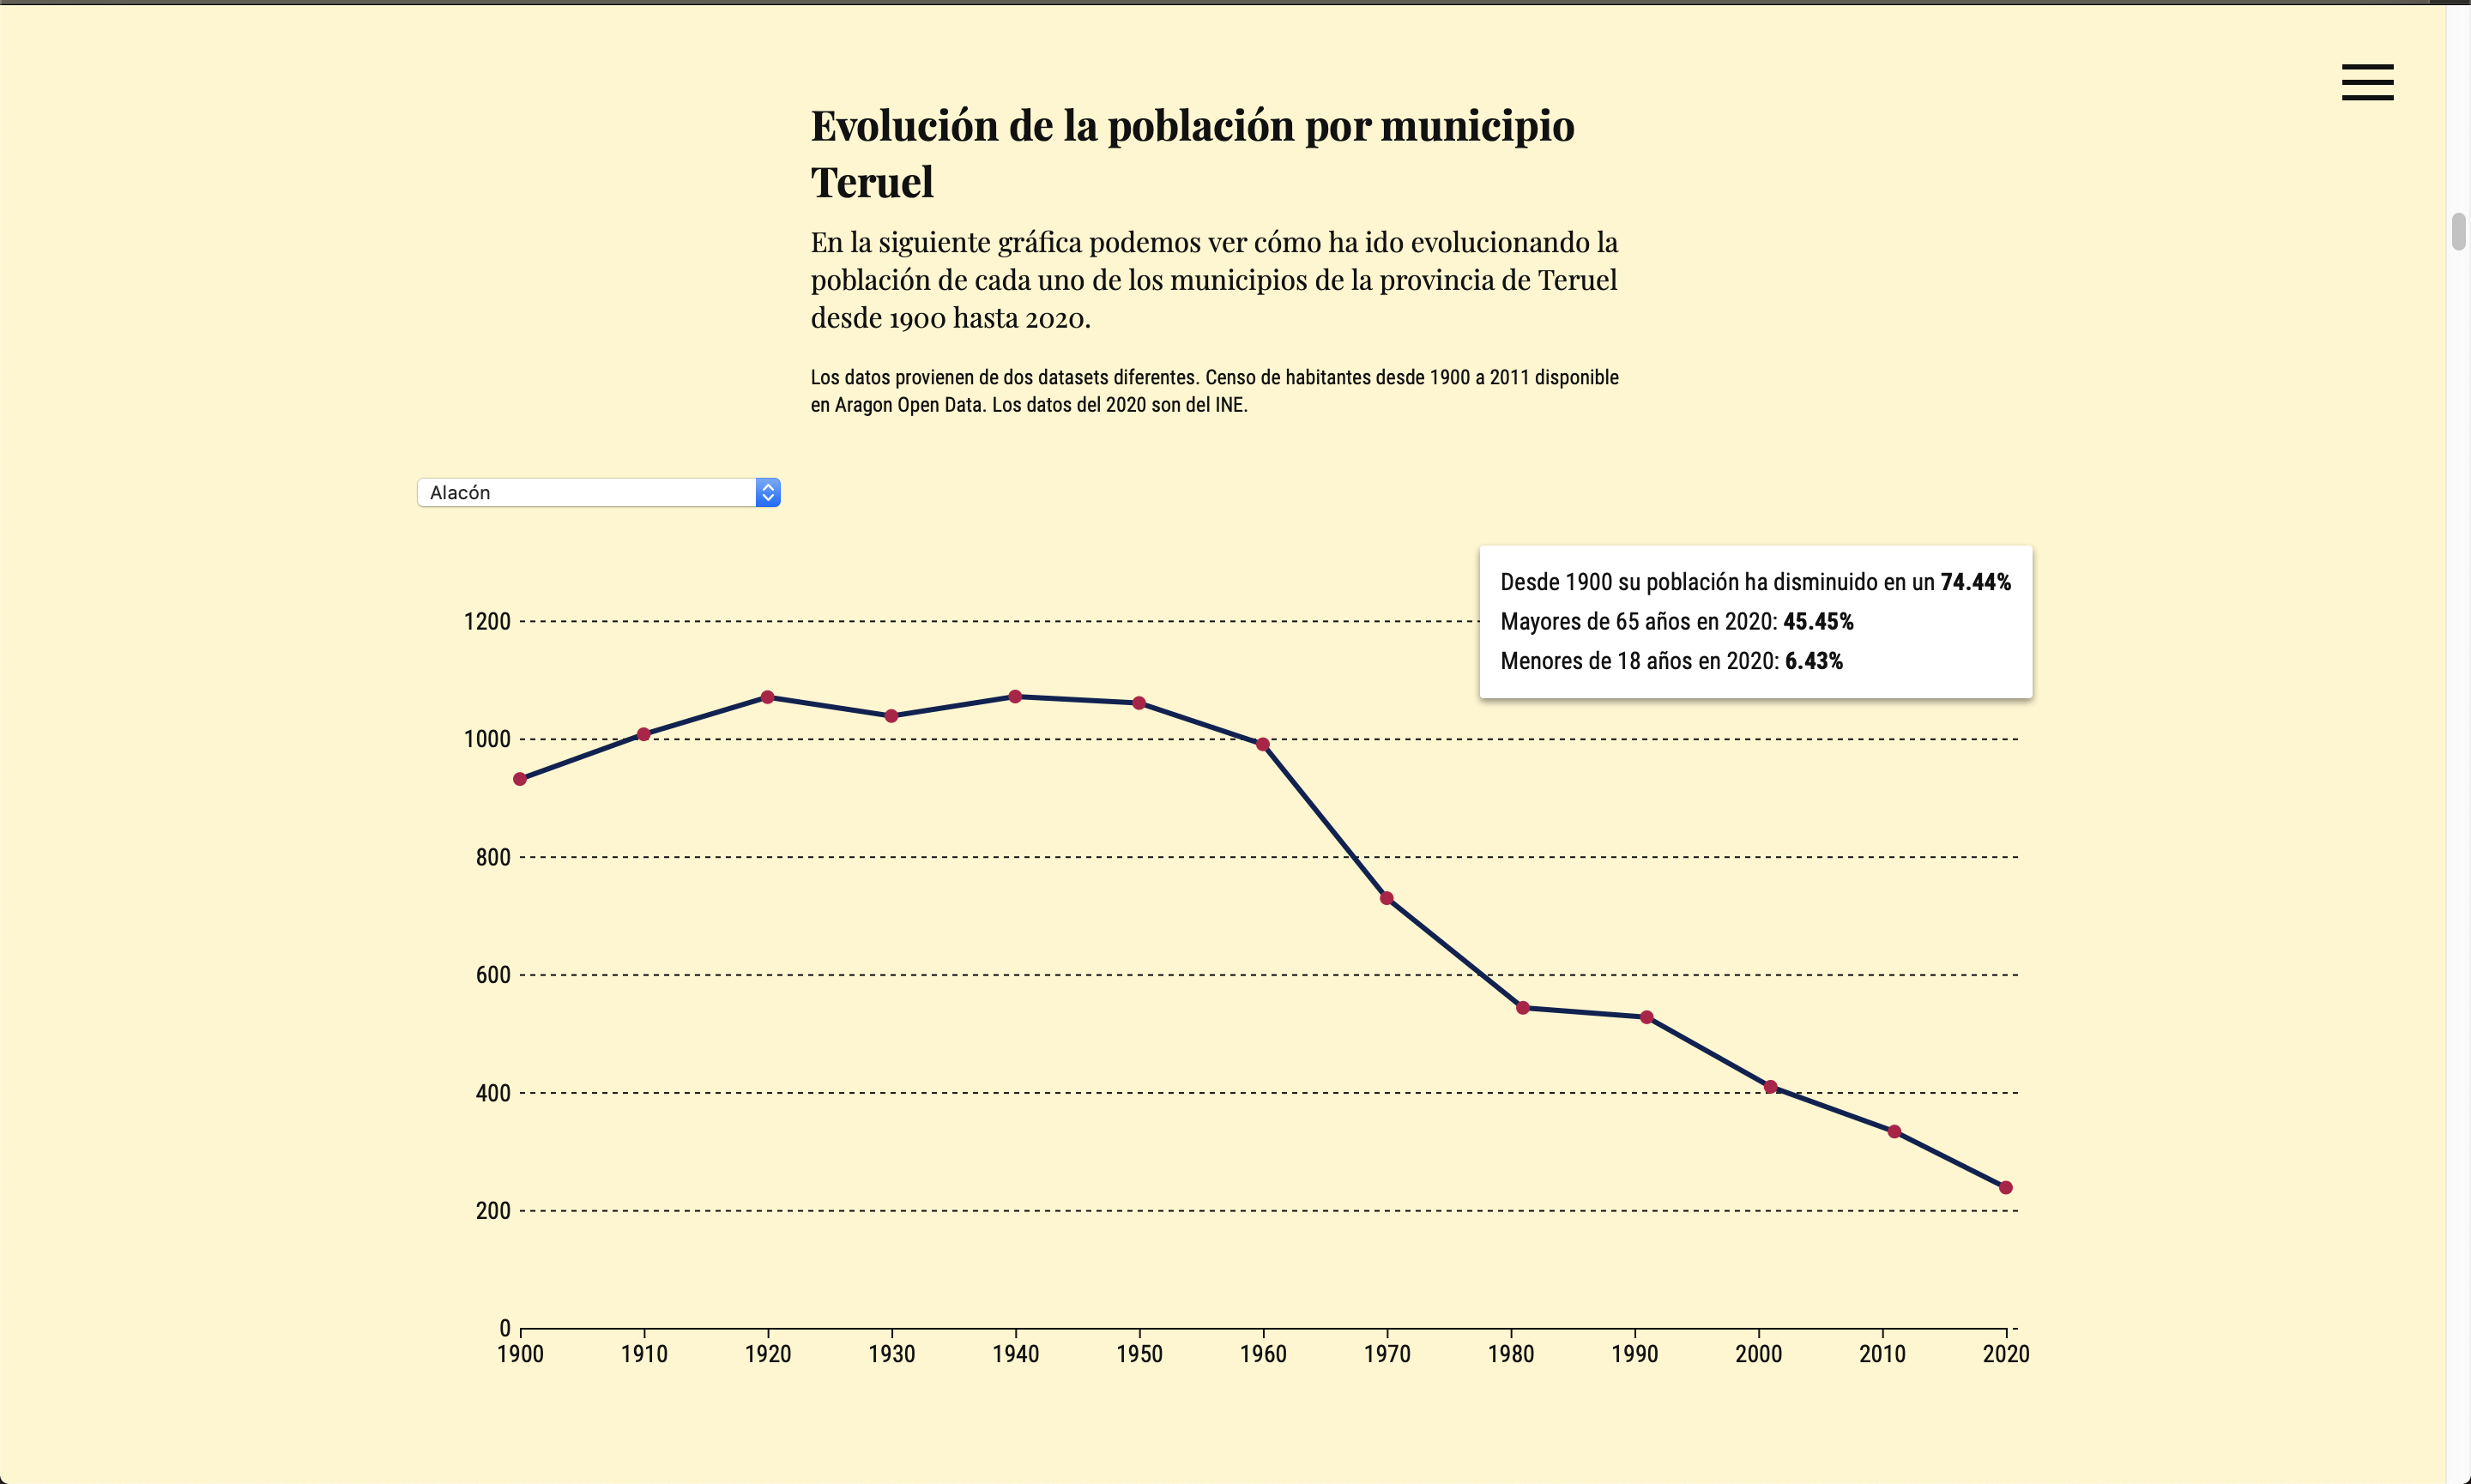 Evolución de la población por municipio
Teruel
En la siguiente gráfica podemos ver cómo ha ido evolucionando la
población de cada uno de los municipios de la provincia de Teruel
desde 1900 hasta 2020.
Los datos provienen de dos datasets diferentes. Censo de habitantes desde 1900 a 2011 disponible
en Aragon Open Data. Los datos del 2020 son del INE.
Alacón
Desde 1900 su población ha disminuido en un 74.44%
Mayores de 65 años en 2020: 45.45%
Menores de 18 años en 2020: 6.43%
1200
1000
800
600
400
200
0
1900 1910 1920 1930 1940 1950 1960 1970 1980 1990 2000 2010 2020